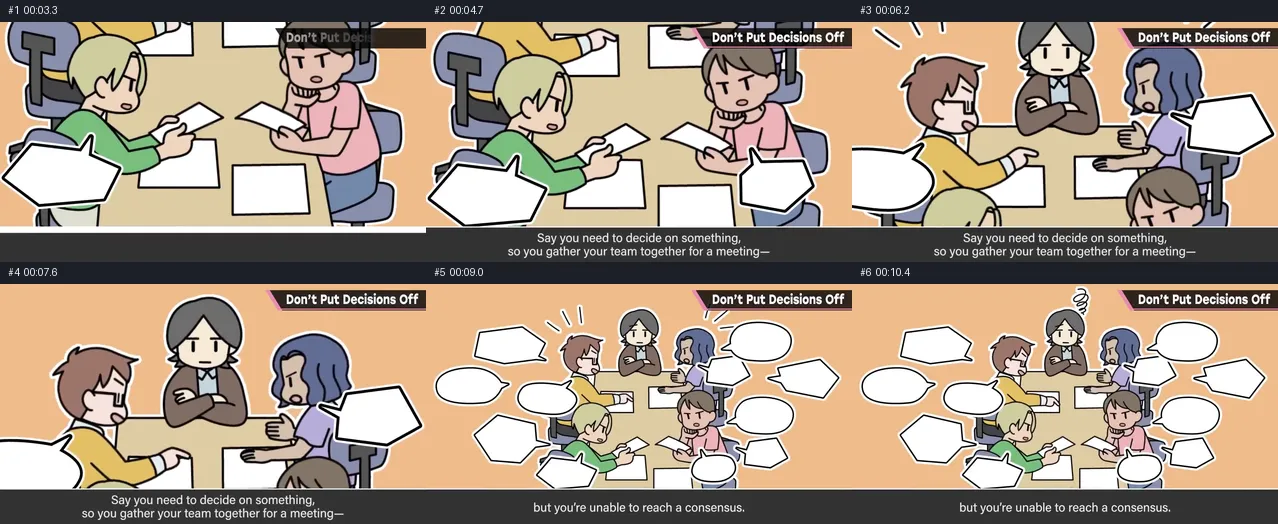 #1 00:03.3
Don't Put Decis
#2 00:04.7
Don't Put Decisions Off
Say you need to decide on something,
so you gather your team together for a meeting—
#3 00:06.2
Don't Put Decisions Off
Say you need to decide on something,
so you gather your team together for a meeting—
#4 00:07.6
Don't Put Decisions Off
Say you need to decide on something,
so you gather your team together for a meeting—
#5 00:09.0
Don't Put Decisions Off
but you're unable to reach a consensus.
#6 00:10.4
Don't Put Decisions Off
but you're unable to reach a consensus.